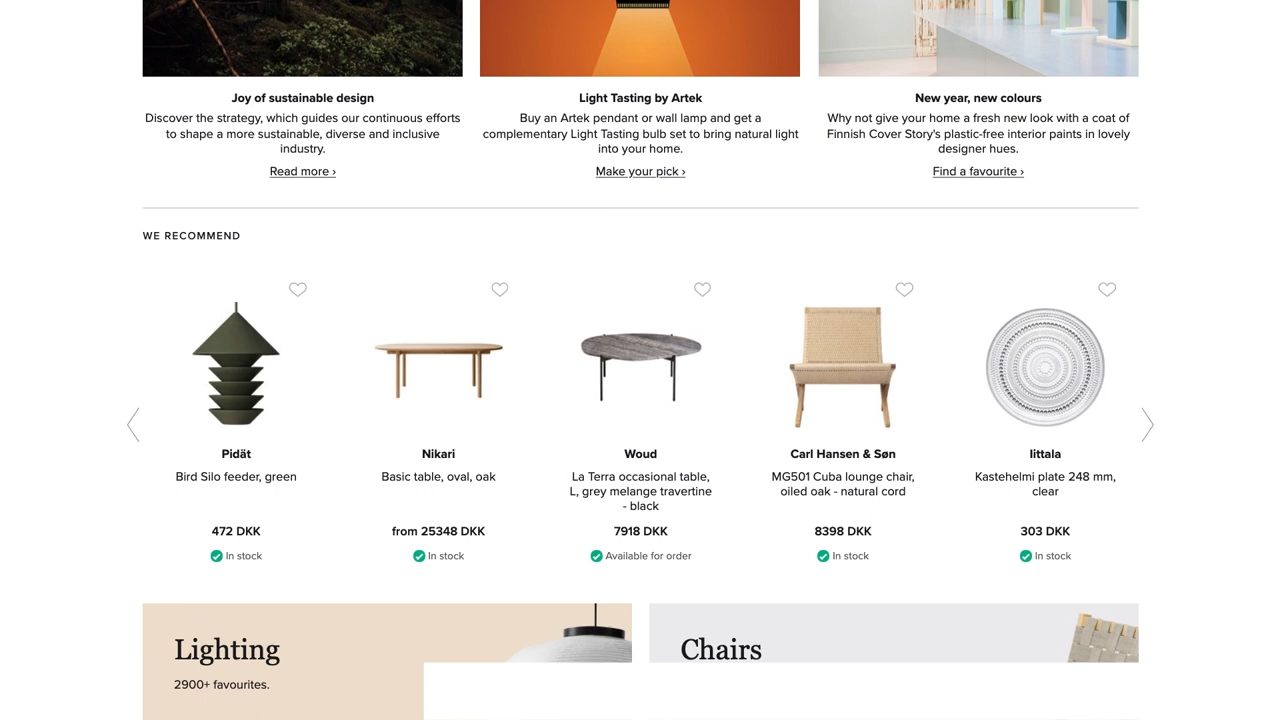 Joy of sustainable design
Discover the strategy, which guides our continuous efforts
to shape a more sustainable, diverse and inclusive
industry.
Read more ›
Light Tasting by Artek
Buy an Artek pendant or wall lamp and get a
complementary Light Tasting bulb set to bring natural light
into your home.
Make your pick ›
New year, new colours
Why not give your home a fresh new look with a coat of
Finnish Cover Story's plastic-free interior paints in lovely
designer hues.
Find a favourite ›
WE RECOMMEND
Pidät
Bird Silo feeder, green
472 DKK
In stock
Nikari
Basic table, oval, oak
from 25348 DKK
In stock
Woud
La Terra occasional table,
L, grey melange travertine
- black
7918 DKK
Available for order
Carl Hansen & Søn
MG501 Cuba lounge chair,
oiled oak - natural cord
8398 DKK
In stock
Iittala
Kastehelmi plate 248 mm,
clear
303 DKK
In stock
Lighting
2900+ favourites.
Chairs